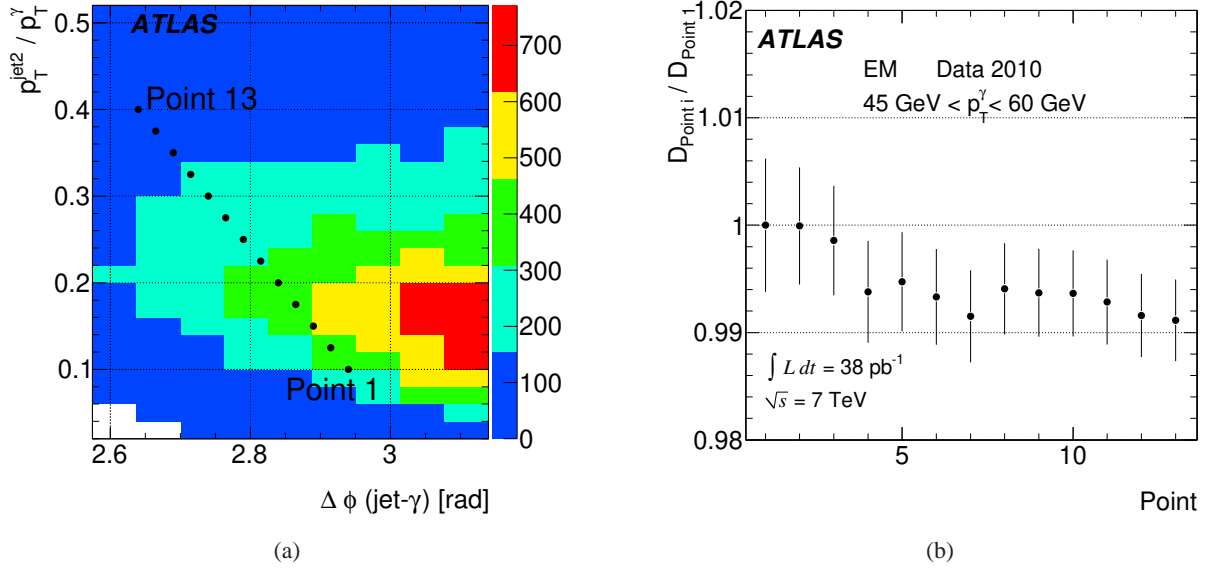 p_T^jet2 / p_T^γ
ATLAS
Point 13
Point 1
0.5
0.4
0.3
0.2
0.1
2.6
2.8
3
Δ ϕ (jet-γ) [rad]
700
600
500
400
300
200
100
0
(a)
D_Point i / D_Point 1
1.02
1.01
1
0.99
0.98
ATLAS
EM Data 2010
45 GeV < p_T^γ < 60 GeV
∫ L dt = 38 pb⁻¹
√s = 7 TeV
5
10
Point
(b)